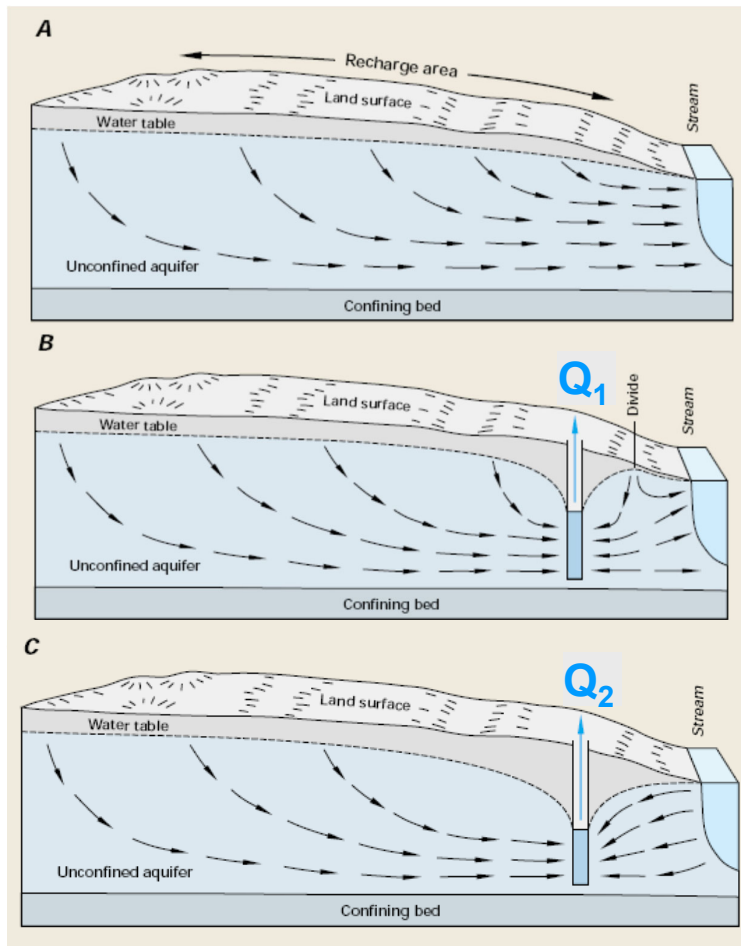 A
Recharge area
Land surface
Stream
Water table
Unconfined aquifer
Confining bed
B
Q1
Divide
Stream
Land surface
Water table
Unconfined aquifer
Confining bed
C
Q2
Stream
Land surface
Water table
Unconfined aquifer
Confining bed